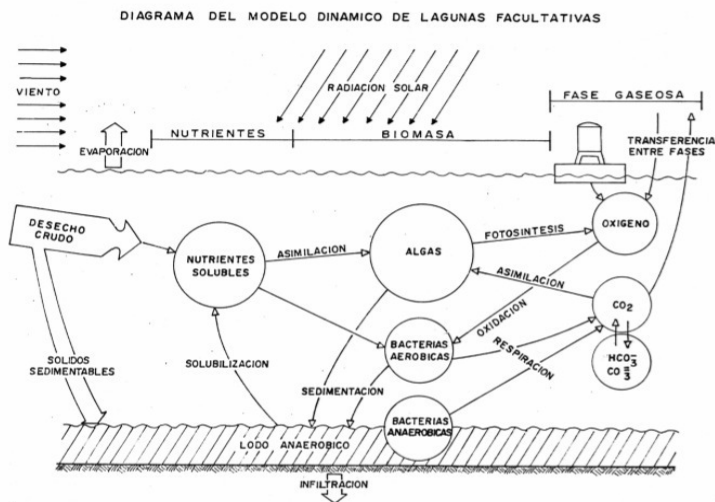 DIAGRAMA DEL MODELO DINAMICO DE LAGUNAS FACULTATIVAS
VIENTO
RADIACION SOLAR
FASE GASEOSA
EVAPORACION
NUTRIENTES
BIOMASA
TRANSFERENCIA
ENTRE FASES
DESECHO
CRUDO
NUTRIENTES
SOLUBLES
ASIMILACION
ALGAS
FOTOSINTESIS
OXIGENO
ASIMILACION
OXIDACION
CO2
HCO3-
CO3=
SOLIDOS
SEDIMENTABLES
SOLUBILIZACION
SEDIMENTACION
BACTERIAS
AEROBICAS
RESPIRACION
BACTERIAS
ANAEROBICAS
LODO ANAEROBICO
INFILTRACION